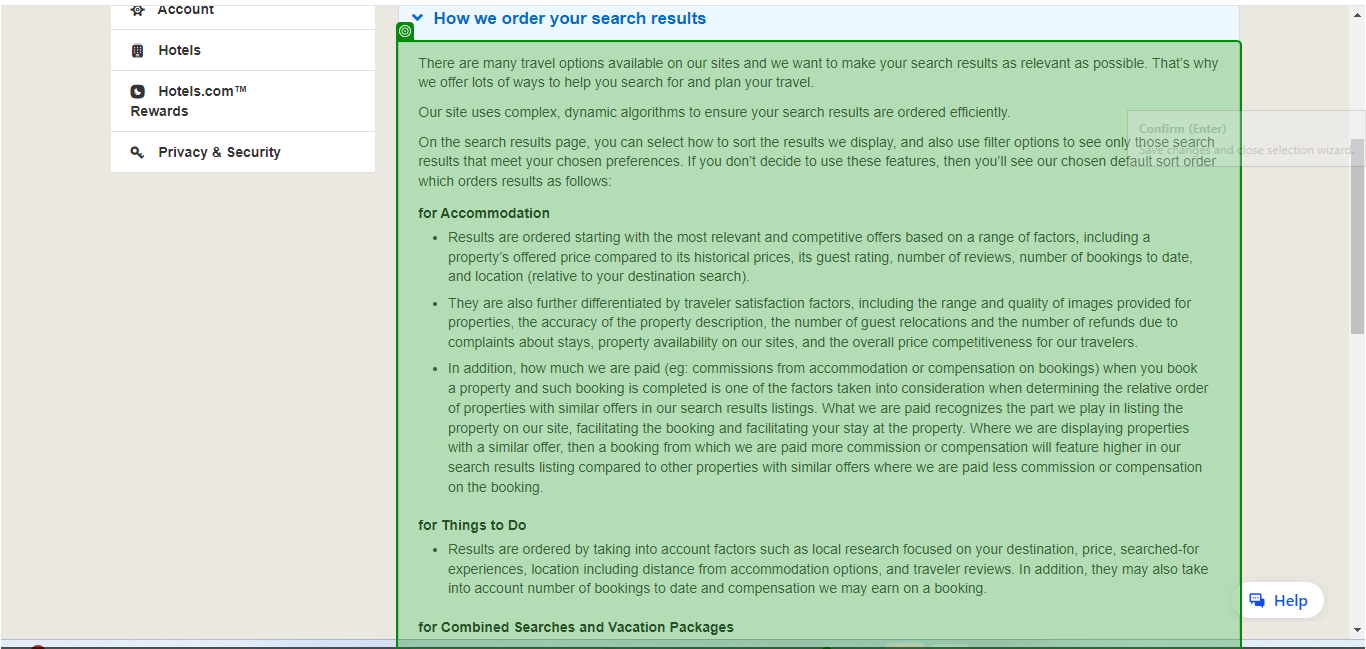 Account
Hotels
Hotels.com™
Rewards
Privacy & Security
How we order your search results
There are many travel options available on our sites and we want to make your search results as relevant as possible. That’s why
we offer lots of ways to help you search for and plan your travel.
Our site uses complex, dynamic algorithms to ensure your search results are ordered efficiently.
On the search results page, you can select how to sort the results we display, and also use filter options to see only those search
results that meet your chosen preferences. If you don’t decide to use these features, then you’ll see our chosen default sort order
which orders results as follows:
Confirm (Enter)
Save changes and close selection wizard.
for Accommodation
Results are ordered starting with the most relevant and competitive offers based on a range of factors, including a
property’s offered price compared to its historical prices, its guest rating, number of reviews, number of bookings to date,
and location (relative to your destination search).
They are also further differentiated by traveler satisfaction factors, including the range and quality of images provided for
properties, the accuracy of the property description, the number of guest relocations and the number of refunds due to
complaints about stays, property availability on our sites, and the overall price competitiveness for our travelers.
In addition, how much we are paid (eg: commissions from accommodation or compensation on bookings) when you book
a property and such booking is completed is one of the factors taken into consideration when determining the relative order
of properties with similar offers in our search results listings. What we are paid recognizes the part we play in listing the
property on our site, facilitating the booking and facilitating your stay at the property. Where we are displaying properties
with a similar offer, then a booking from which we are paid more commission or compensation will feature higher in our
search results listing compared to other properties with similar offers where we are paid less commission or compensation
on the booking.
for Things to Do
Results are ordered by taking into account factors such as local research focused on your destination, price, searched-for
experiences, location including distance from accommodation options, and traveler reviews. In addition, they may also take
into account number of bookings to date and compensation we may earn on a booking.
for Combined Searches and Vacation Packages
Help